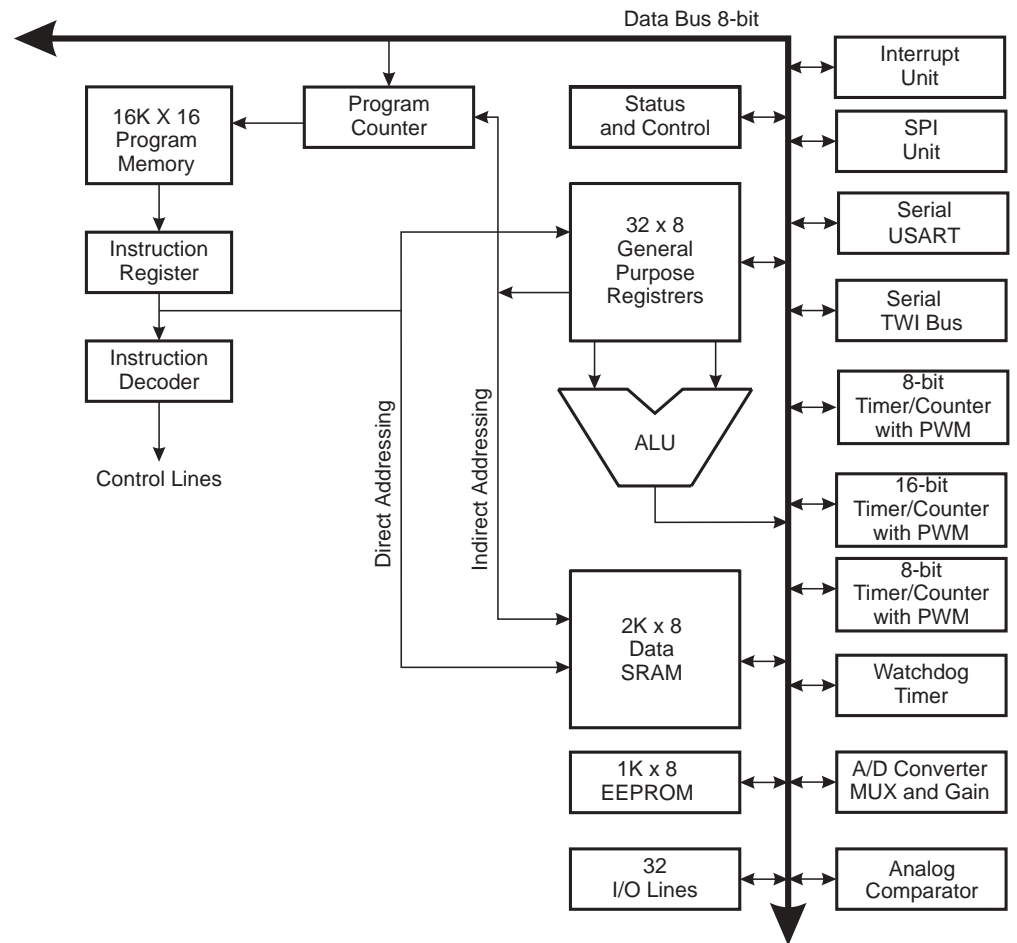 Data Bus 8-bit
16K X 16
Program
Memory
Program
Counter
Status
and Control
Interrupt
Unit
SPI
Unit
Instruction
Register
32 x 8
General
Purpose
Registrers
Serial
USART
Serial
TWI Bus
Instruction
Decoder
Control Lines
Direct Addressing
Indirect Addressing
ALU
8-bit
Timer/Counter
with PWM
16-bit
Timer/Counter
with PWM
8-bit
Timer/Counter
with PWM
2K x 8
Data
SRAM
Watchdog
Timer
1K x 8
EEPROM
A/D Converter
MUX and Gain
32
I/O Lines
Analog
Comparator